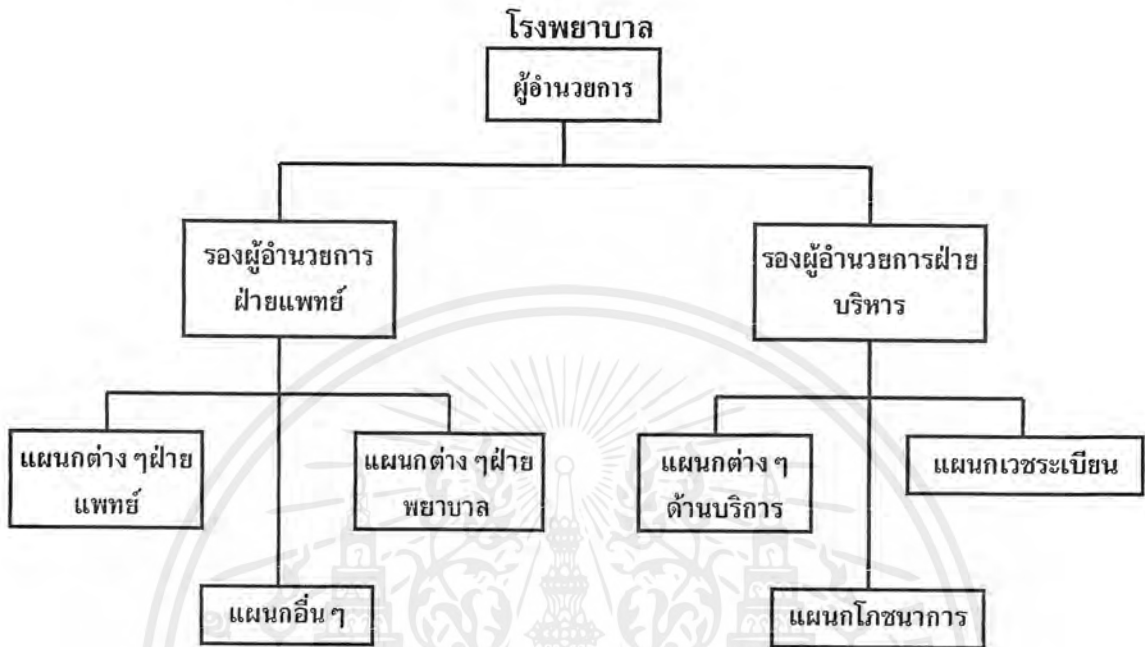 โรงพยาบาล
ผู้อำนวยการ
รองผู้อำนวยการ
ฝ่ายแพทย์
รองผู้อำนวยการฝ่าย
บริหาร
แผนกต่าง ๆฝ่าย
แพทย์
แผนกต่าง ๆฝ่าย
พยาบาล
แผนกต่าง ๆ
ด้านบริการ
แผนกเวชระเบียน
แผนกอื่น ๆ
แผนกโภชนาการ